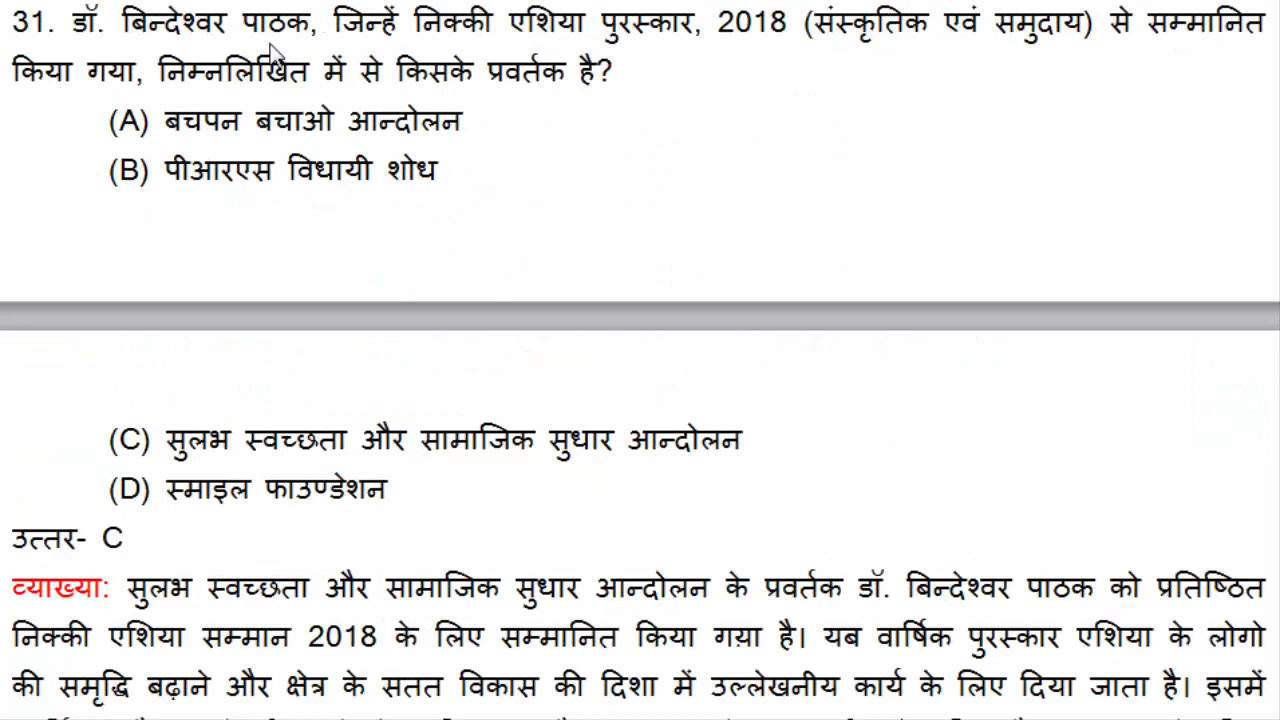 31. डॉ. बिन्देश्वर पाठक, जिन्हें निक्की एशिया पुरस्कार, 2018 (संस्कृतिक एवं समुदाय) से सम्मानित
किया गया, निम्नलिखित में से किसके प्रवर्तक है?
(A) बचपन बचाओ आन्दोलन
(B) पीआरएस विधायी शोध
(C) सुलभ स्वच्छता और सामाजिक सुधार आन्दोलन
(D) स्माइल फाउण्डेशन
उत्तर- C
व्याख्या: सुलभ स्वच्छता और सामाजिक सुधार आन्दोलन के प्रवर्तक डॉ. बिन्देश्वर पाठक को प्रतिष्ठित
निक्की एशिया सम्मान 2018 के लिए सम्मानित किया गय़ा है। यब वार्षिक पुरस्कार एशिया के लोगो
की समृद्धि बढ़ाने और क्षेत्र के सतत विकास की दिशा में उल्लेखनीय कार्य के लिए दिया जाता है। इसमें